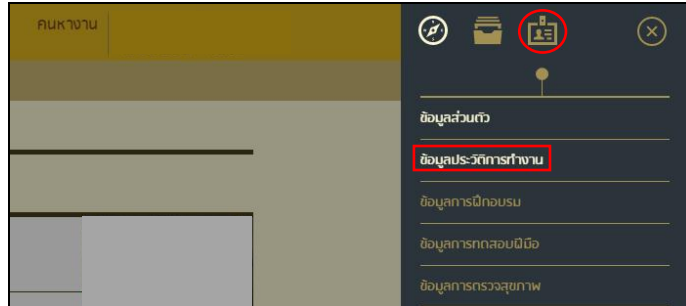 ค้นหางาน
ข้อมูลส่วนตัว
ข้อมูลประวัติการทำงาน
ข้อมูลการฝึกอบรม
ข้อมูลการทดสอบฝีมือ
ข้อมูลการตรวจสุขภาพ